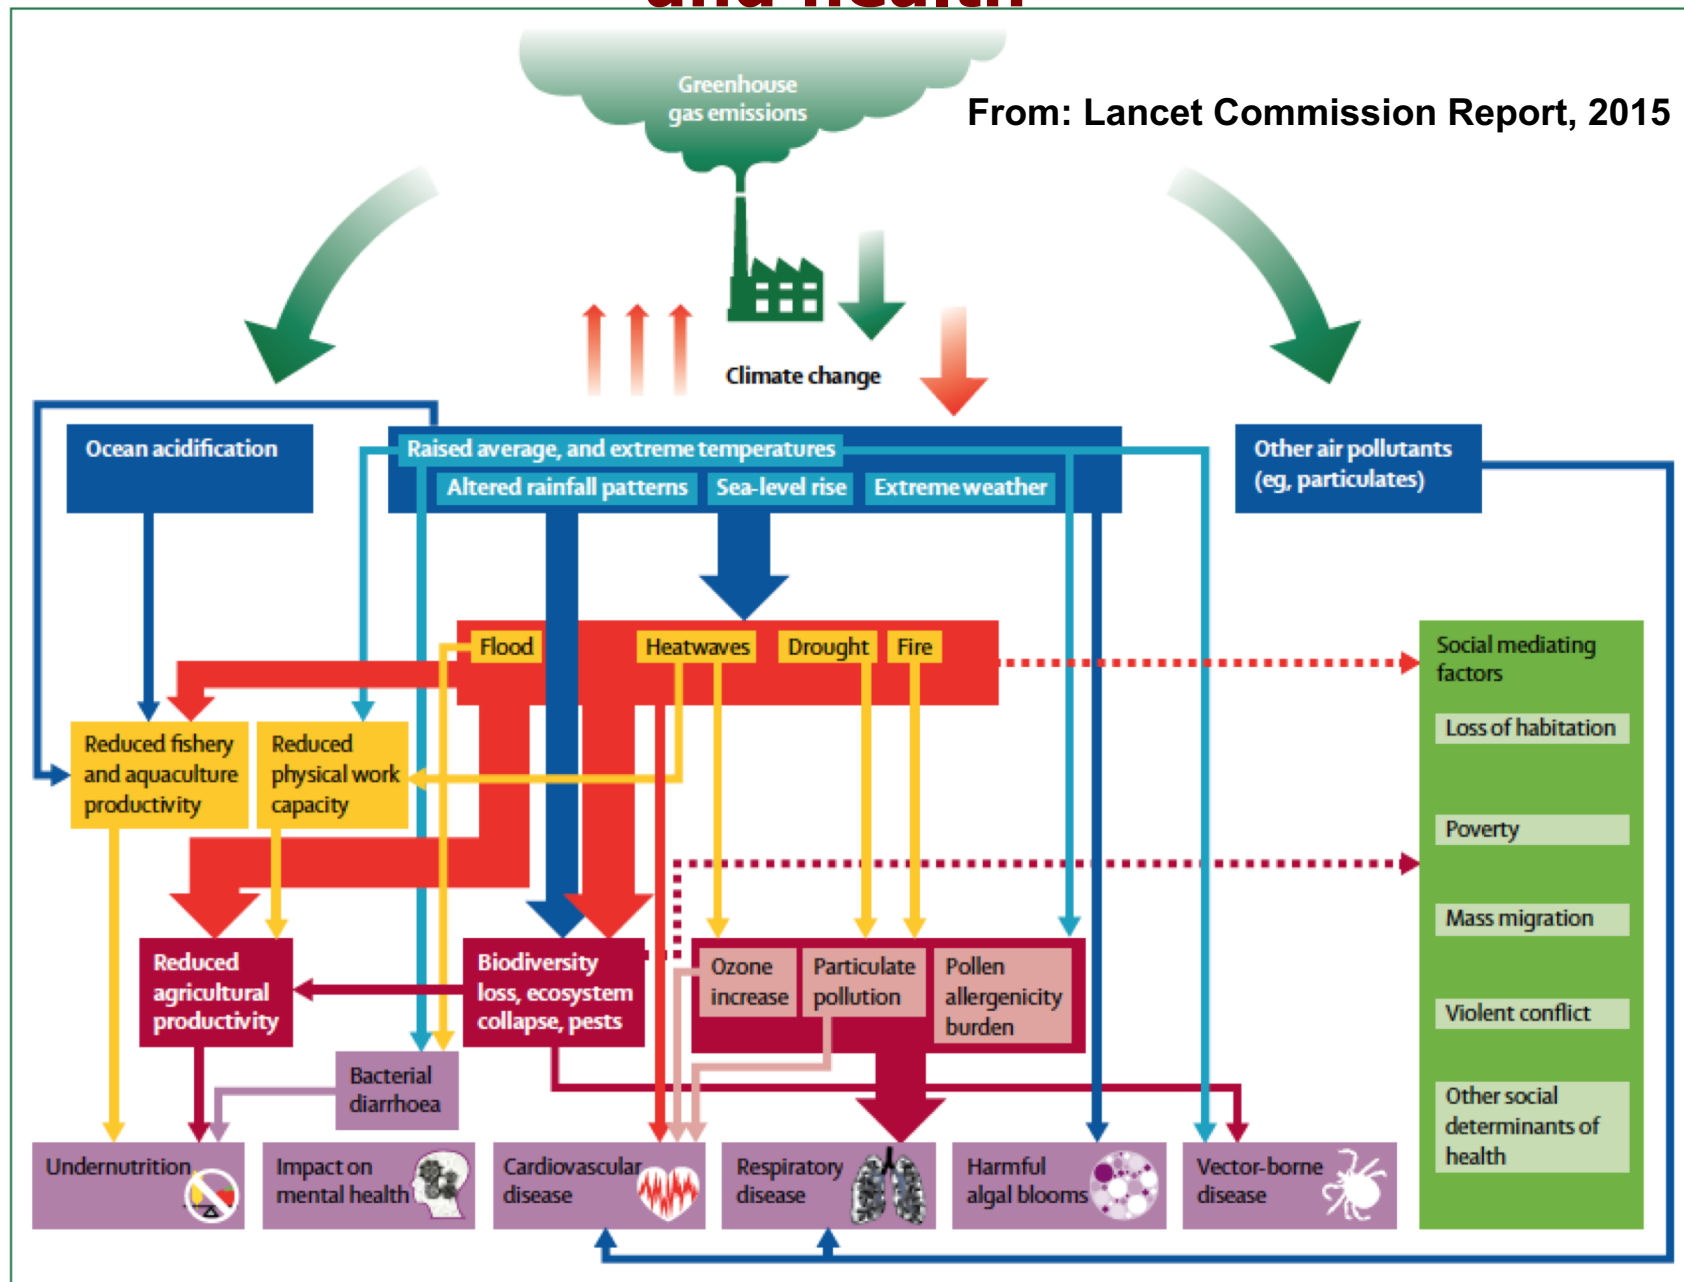 and health
Greenhouse
gas emissions
From: Lancet Commission Report, 2015
Climate change
Ocean acidification
Raised average, and extreme temperatures
Altered rainfall patterns
Sea-level rise
Extreme weather
Other air pollutants
(eg, particulates)
Flood
Heatwaves
Drought
Fire
Social mediating
factors
Loss of habitation
Poverty
Mass migration
Violent conflict
Other social
determinants of
health
Reduced fishery
and aquaculture
productivity
Reduced
physical work
capacity
Reduced
agricultural
productivity
Biodiversity
loss, ecosystem
collapse, pests
Ozone
increase
Particulate
pollution
Pollen
allergenicity
burden
Bacterial
diarrhoea
Undernutrition
Impact on
mental health
Cardiovascular
disease
Respiratory
disease
Harmful
algal blooms
Vector-borne
disease